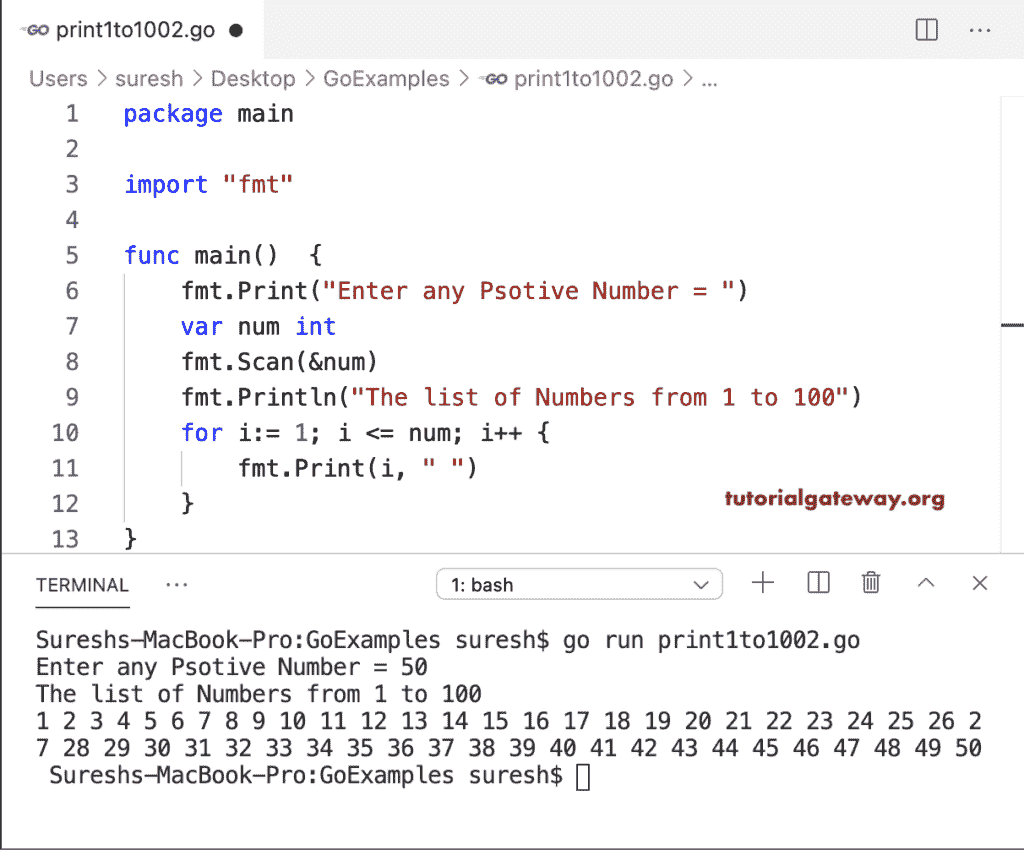 GO print1to1002.go ●
Users > suresh > Desktop > GoExamples > GO print1to1002.go > ...
1 package main
2
3 import "fmt"
4
5 func main()  {
6     fmt.Print("Enter any Psotive Number = ")
7     var num int
8     fmt.Scan(&num)
9     fmt.Println("The list of Numbers from 1 to 100")
10     for i:= 1; i <= num; i++ {
11         fmt.Print(i, " ")
12     }
tutorialgateway.org
13 }
TERMINAL ... 1: bash
Sureshs-MacBook-Pro:GoExamples suresh$ go run print1to1002.go
Enter any Psotive Number = 50
The list of Numbers from 1 to 100
1 2 3 4 5 6 7 8 9 10 11 12 13 14 15 16 17 18 19 20 21 22 23 24 25 26 2
7 28 29 30 31 32 33 34 35 36 37 38 39 40 41 42 43 44 45 46 47 48 49 50
 Sureshs-MacBook-Pro:GoExamples suresh$